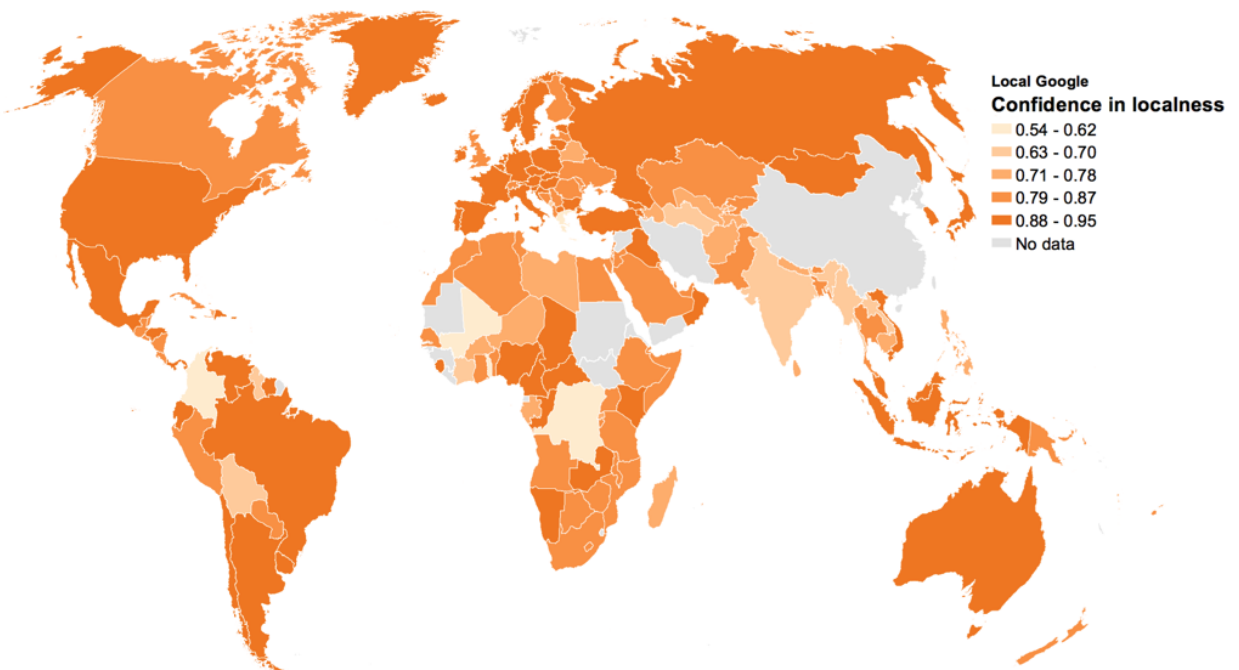 Local Google
Confidence in localness
0.54 - 0.62
0.63 - 0.70
0.71 - 0.78
0.79 - 0.87
0.88 - 0.95
No data